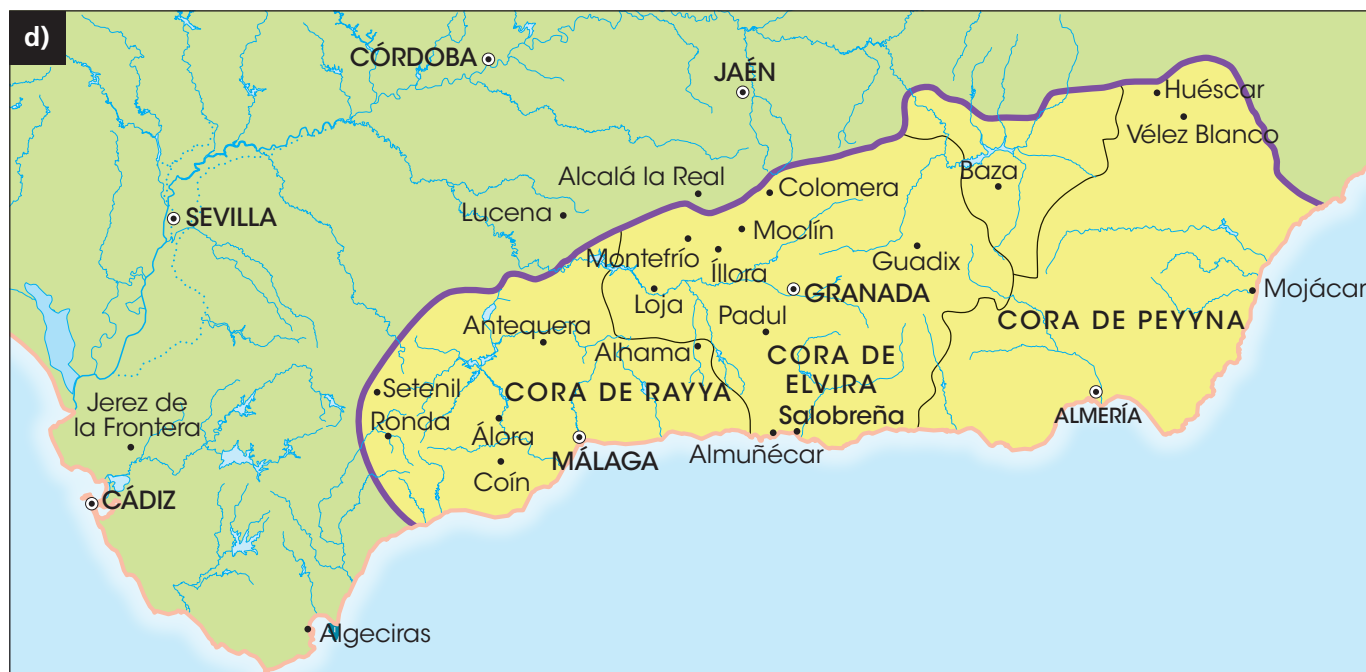 d)
CÓRDOBA
JAÉN
Huéscar
Vélez Blanco
Baza
Alcalá la Real
Colomera
Lucena
SEVILLA
Moclín
Montefrío
Íllora
Guadix
Loja
GRANADA
Mojácar
Padul
CORA DE PEYYNA
Antequera
Alhama
CORA DE
ELVIRA
Setenil
CORA DE RAYYA
Salobreña
ALMERÍA
Jerez de
la Frontera
Ronda
Álora
MÁLAGA
Almuñécar
Coín
CÁDIZ
Algeciras